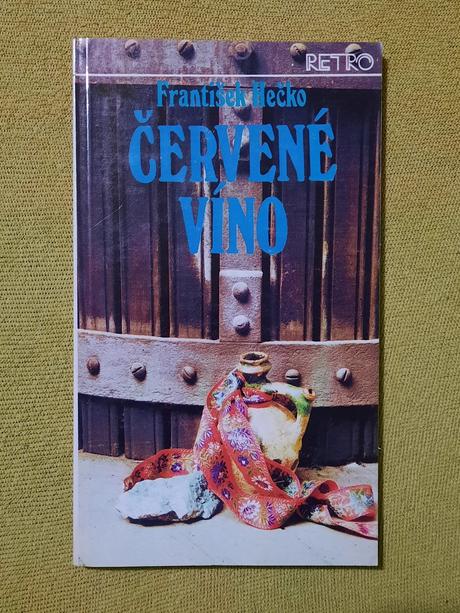 RETRO
František Hečko
ČERVENÉ
VÍNO